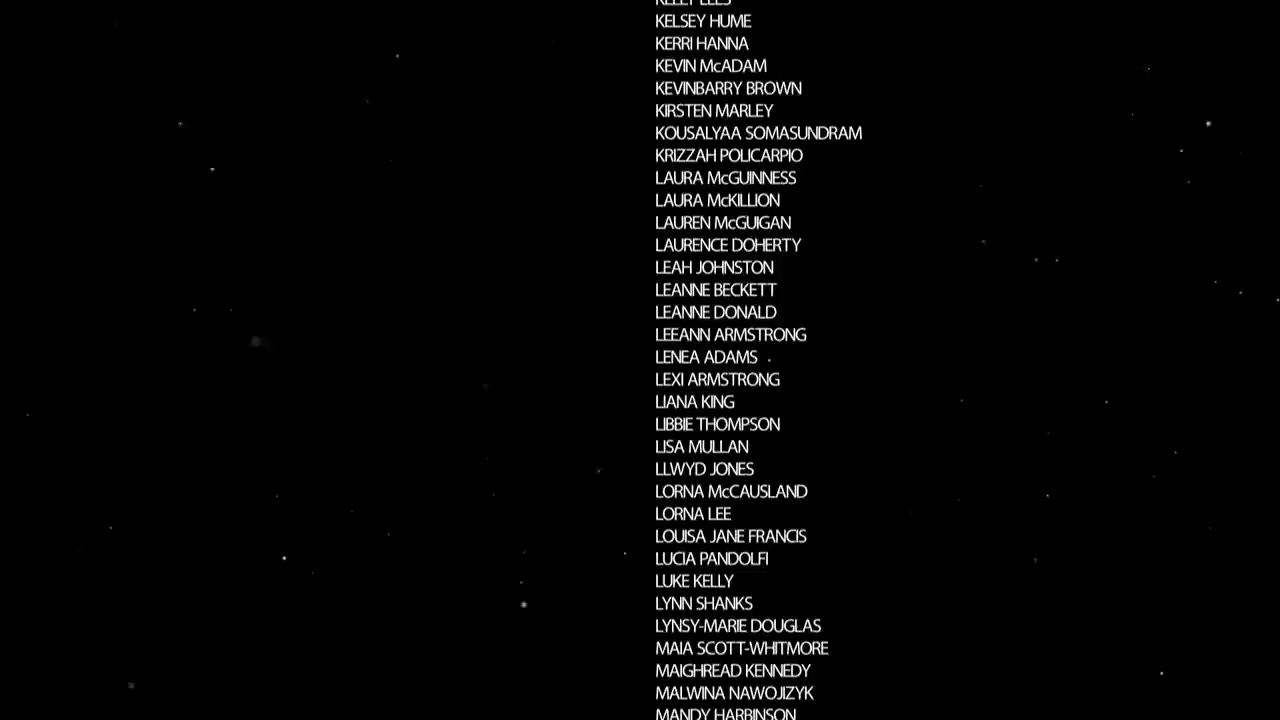 KELLY LEES
KELSEY HUME
KERRI HANNA
KEVIN McADAM
KEVINBARRY BROWN
KIRSTEN MARLEY
KOUSALYAA SOMASUNDRAM
KRIZZAH POLICARPIO
LAURA McGUINNESS
LAURA McKILLION
LAUREN McGUIGAN
LAURENCE DOHERTY
LEAH JOHNSTON
LEANNE BECKETT
LEANNE DONALD
LEEANN ARMSTRONG
LENEA ADAMS
LEXI ARMSTRONG
LIANA KING
LIBBIE THOMPSON
LISA MULLAN
LLWYD JONES
LORNA McCAUSLAND
LORNA LEE
LOUISA JANE FRANCIS
LUCIA PANDOLFI
LUKE KELLY
LYNN SHANKS
LYNSY-MARIE DOUGLAS
MAIA SCOTT-WHITMORE
MAIGHREAD KENNEDY
MALWINA NAWOJIZYK
MANDY HARBINSON